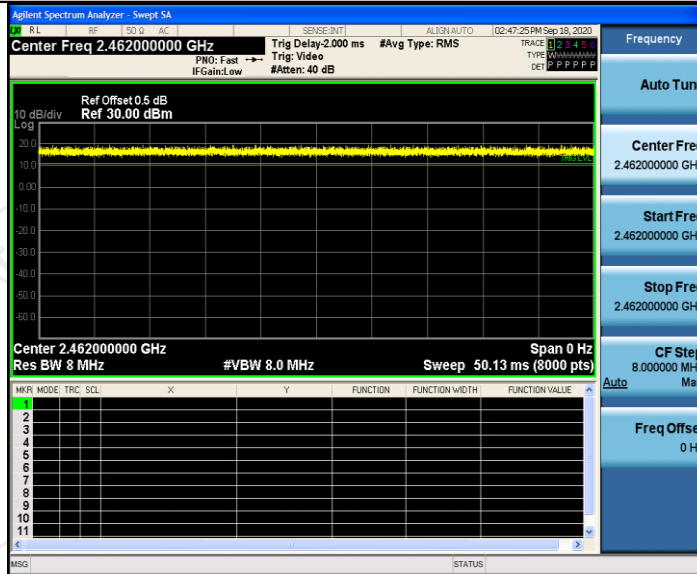 Agilent Spectrum Analyzer - Swept SA
RL RF 50 Ω AC SENSE:INT ALIGN AUTO 02:47:25 PM Sep 18, 2020
Center Freq 2.462000000 GHz
PNO: Fast
IFGain:Low
Trig Delay-2.000 ms
Trig: Video
#Atten: 40 dB
#Avg Type: RMS
TRACE 1 2 3 4 5 6
TYPE WWWWWW
DET P P P P P P
Ref Offset 0.5 dB
10 dB/div Ref 30.00 dBm
Log
20.0
10.0
0.00
-10.0
-20.0
-30.0
-40.0
-50.0
-60.0
TRIG LVL
Center 2.462000000 GHz Span 0 Hz
Res BW 8 MHz #VBW 8.0 MHz Sweep 50.13 ms (8000 pts)
MKR MODE TRC SCL X Y FUNCTION FUNCTION WIDTH FUNCTION VALUE
1
2
3
4
5
6
7
8
9
10
11
MSG STATUS
Frequency
Auto Tun
Center Fre
2.462000000 GH
Start Fre
2.462000000 GH
Stop Fre
2.462000000 GH
CF Ste
8.000000 MH
Auto Ma
Freq Offse
0 H